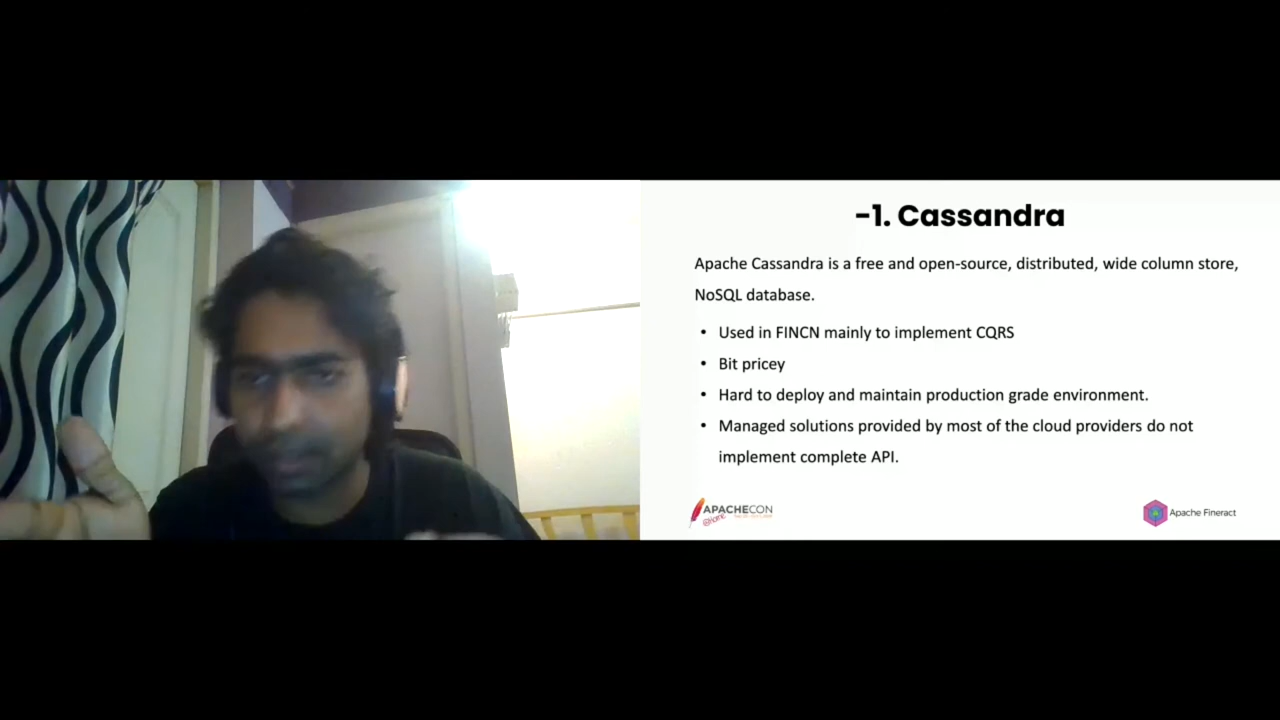 -1. Cassandra
Apache Cassandra is a free and open-source, distributed, wide column store,
NoSQL database.
• Used in FINCN mainly to implement CQRS
• Bit pricey
• Hard to deploy and maintain production grade environment.
• Managed solutions provided by most of the cloud providers do not
implement complete API.
APACHECON
@home
Apache Fineract